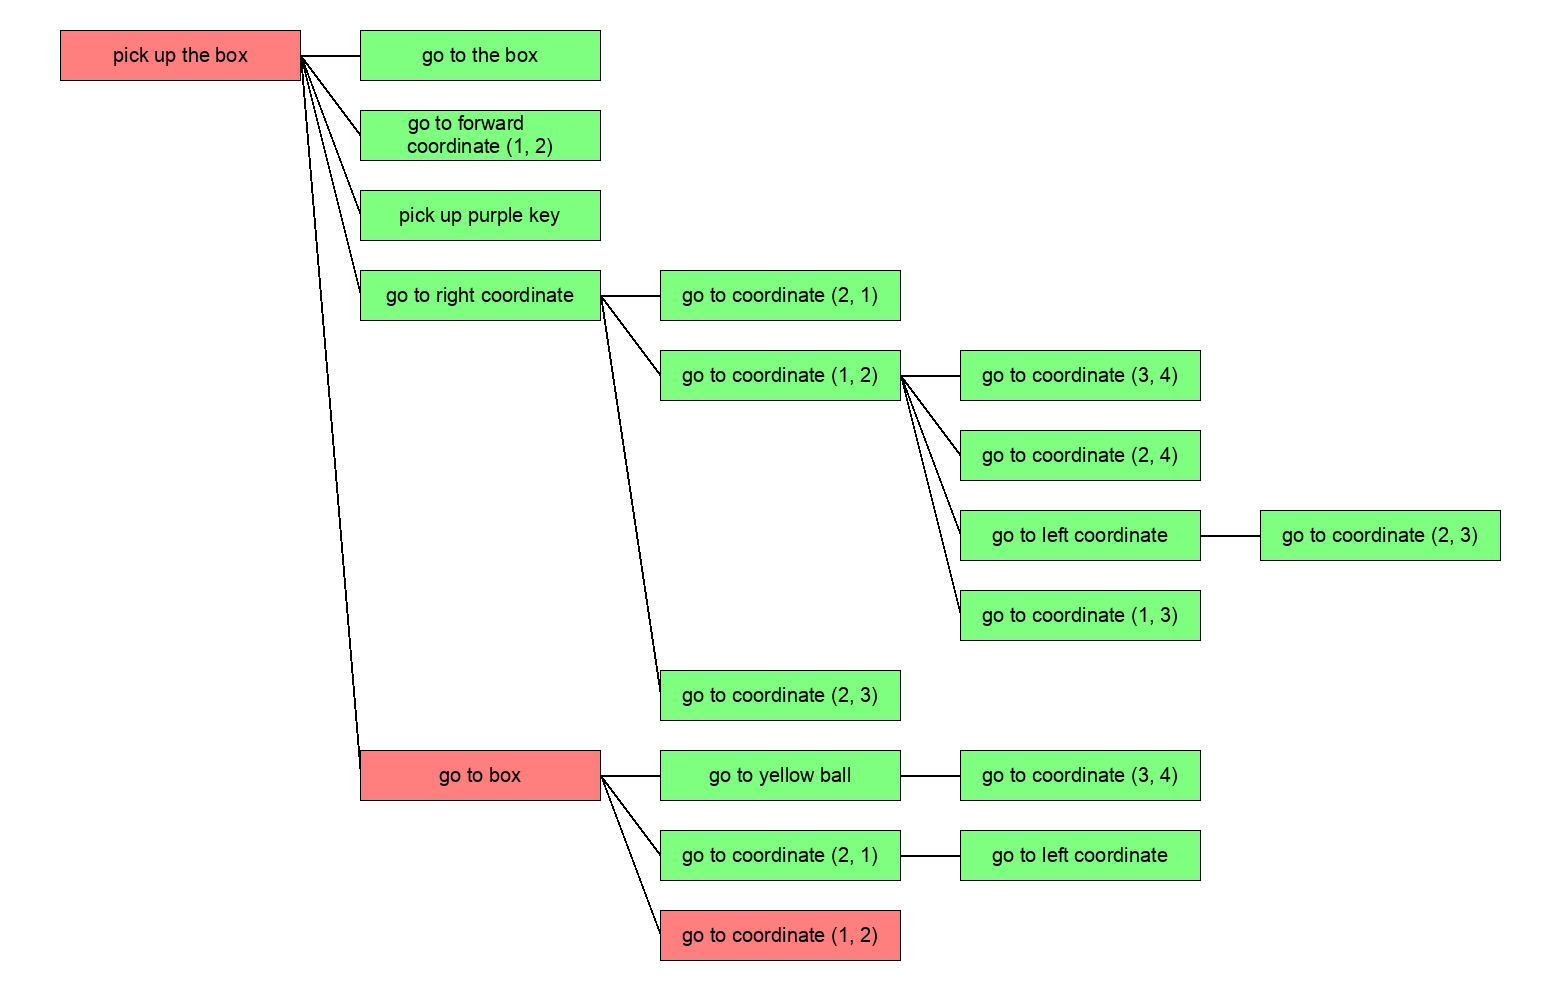 pick up the box
go to the box
go to forward
coordinate (1, 2)
pick up purple key
go to right coordinate
go to coordinate (2, 1)
go to coordinate (1, 2)
go to coordinate (3, 4)
go to coordinate (2, 4)
go to left coordinate
go to coordinate (2, 3)
go to coordinate (1, 3)
go to coordinate (2, 3)
go to box
go to yellow ball
go to coordinate (3, 4)
go to coordinate (2, 1)
go to left coordinate
go to coordinate (1, 2)